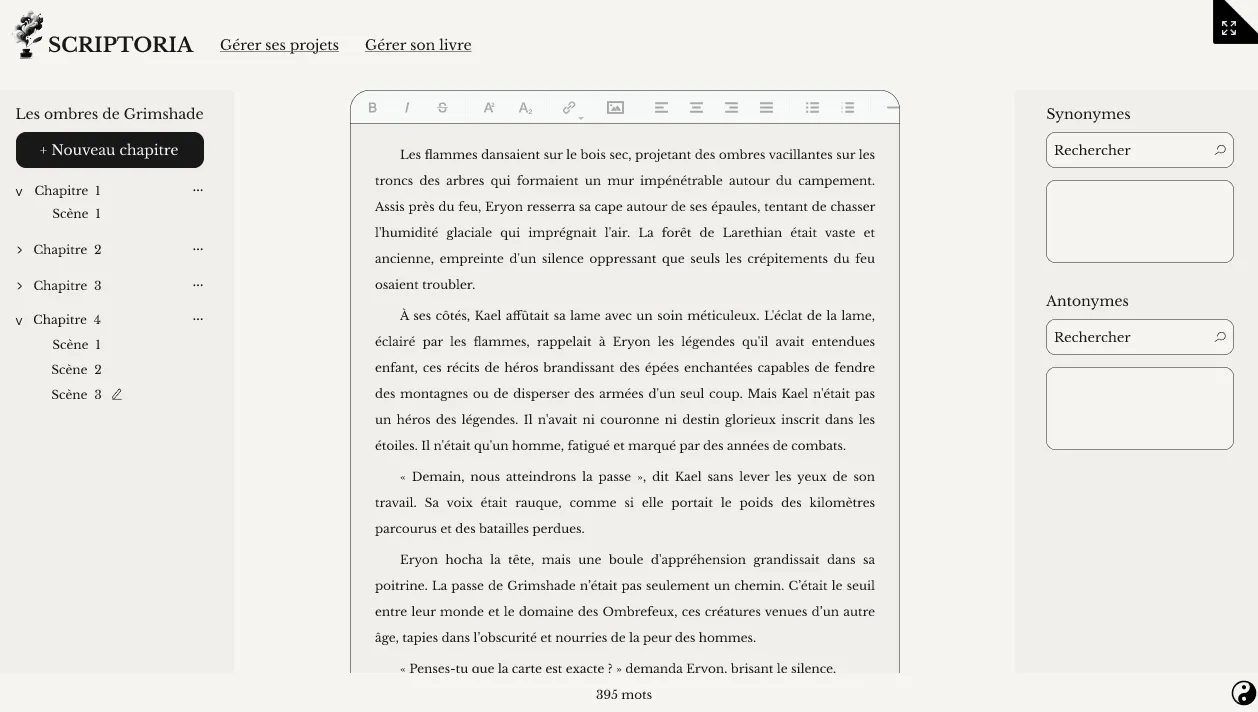 SCRIPTORIA
Gérer ses projets
Gérer son livre
Les ombres de Grimshade
+ Nouveau chapitre
v Chapitre 1 ...
Scène 1
> Chapitre 2 ...
> Chapitre 3 ...
v Chapitre 4 ...
Scène 1
Scène 2
Scène 3
B I S A² A₂
Les flammes dansaient sur le bois sec, projetant des ombres vacillantes sur les
troncs des arbres qui formaient un mur impénétrable autour du campement.
Assis près du feu, Eryon resserra sa cape autour de ses épaules, tentant de chasser
l'humidité glaciale qui imprégnait l'air. La forêt de Larethian était vaste et
ancienne, empreinte d'un silence oppressant que seuls les crépitements du feu
osaient troubler.
À ses côtés, Kael affûtait sa lame avec un soin méticuleux. L'éclat de la lame,
éclairé par les flammes, rappelait à Eryon les légendes qu'il avait entendues
enfant, ces récits de héros brandissant des épées enchantées capables de fendre
des montagnes ou de disperser des armées d'un seul coup. Mais Kael n'était pas
un héros des légendes. Il n'avait ni couronne ni destin glorieux inscrit dans les
étoiles. Il n'était qu'un homme, fatigué et marqué par des années de combats.
« Demain, nous atteindrons la passe », dit Kael sans lever les yeux de son
travail. Sa voix était rauque, comme si elle portait le poids des kilomètres
parcourus et des batailles perdues.
Eryon hocha la tête, mais une boule d'appréhension grandissait dans sa
poitrine. La passe de Grimshade n’était pas seulement un chemin. C’était le seuil
entre leur monde et le domaine des Ombrefeux, ces créatures venues d’un autre
âge, tapies dans l’obscurité et nourries de la peur des hommes.
« Penses-tu que la carte est exacte ? » demanda Eryon, brisant le silence.
395 mots
Synonymes
Rechercher
Antonymes
Rechercher